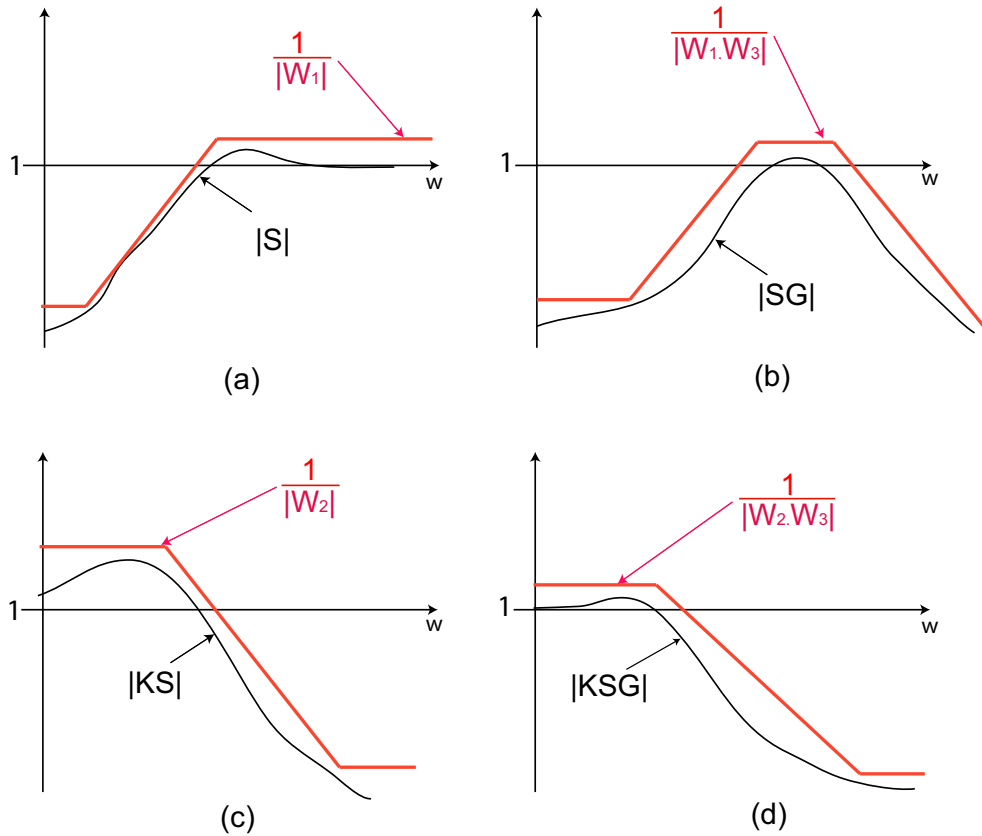 1
|W₁|
1
|W₁.W₃|
1
w
|S|
(a)
w
|SG|
1
(b)
1
|W₂|
1
w
|KS|
(c)
1
|W₂.W₃|
1
w
|KSG|
(d)